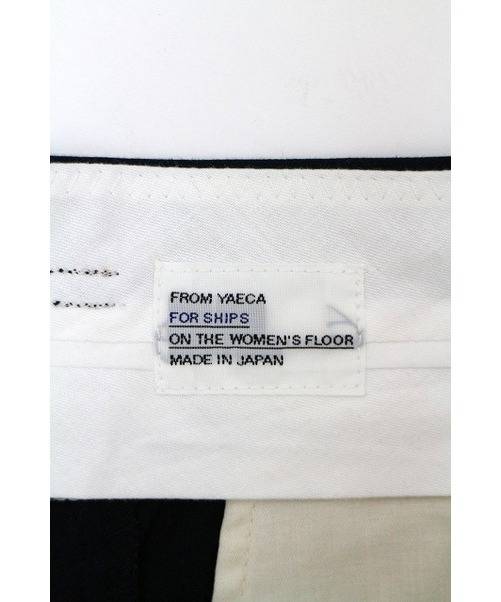 FROM YAECA
FOR SHIPS
ON THE WOMEN'S FLOOR
MADE IN JAPAN